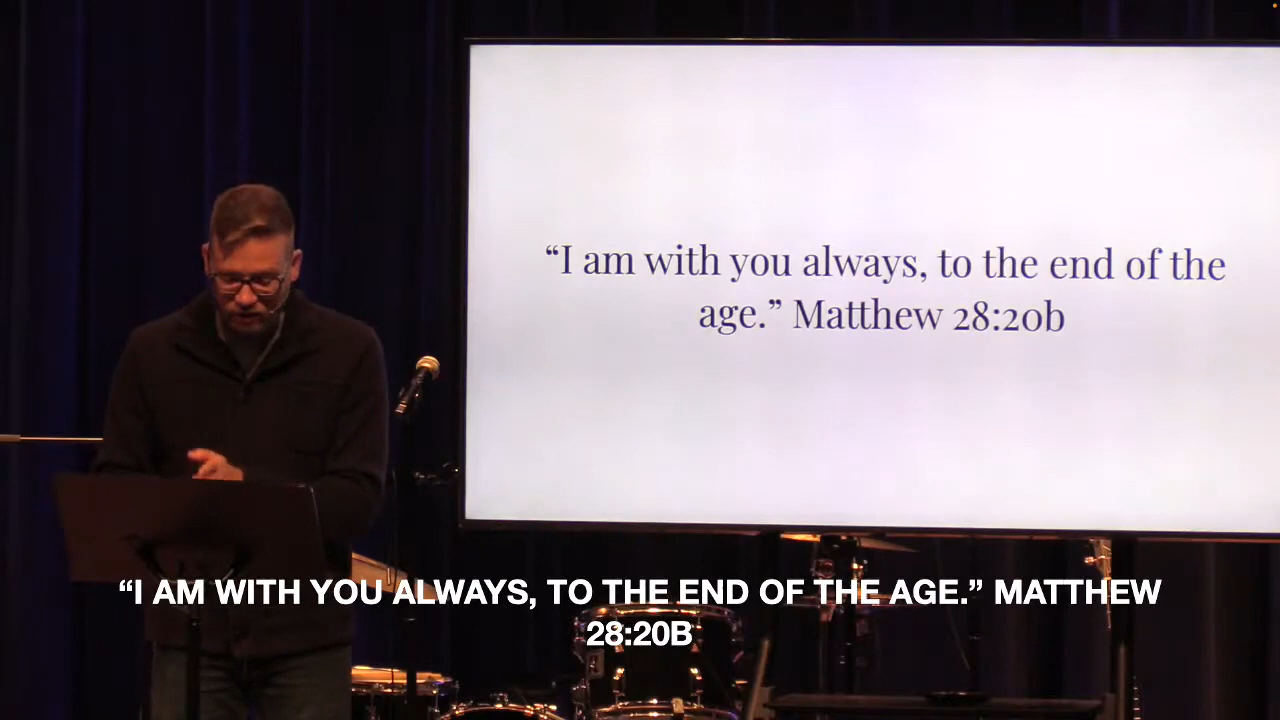 “I am with you always, to the end of the
age.” Matthew 28:20b
“I AM WITH YOU ALWAYS, TO THE END OF THE AGE.” MATTHEW
28:20B